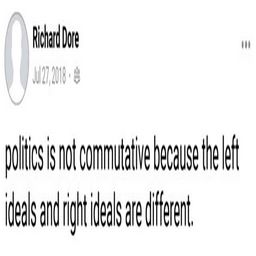 Richard Dore
Jul 27, 2018 ·
politics is not commutative because the left
ideals and right ideals are different.